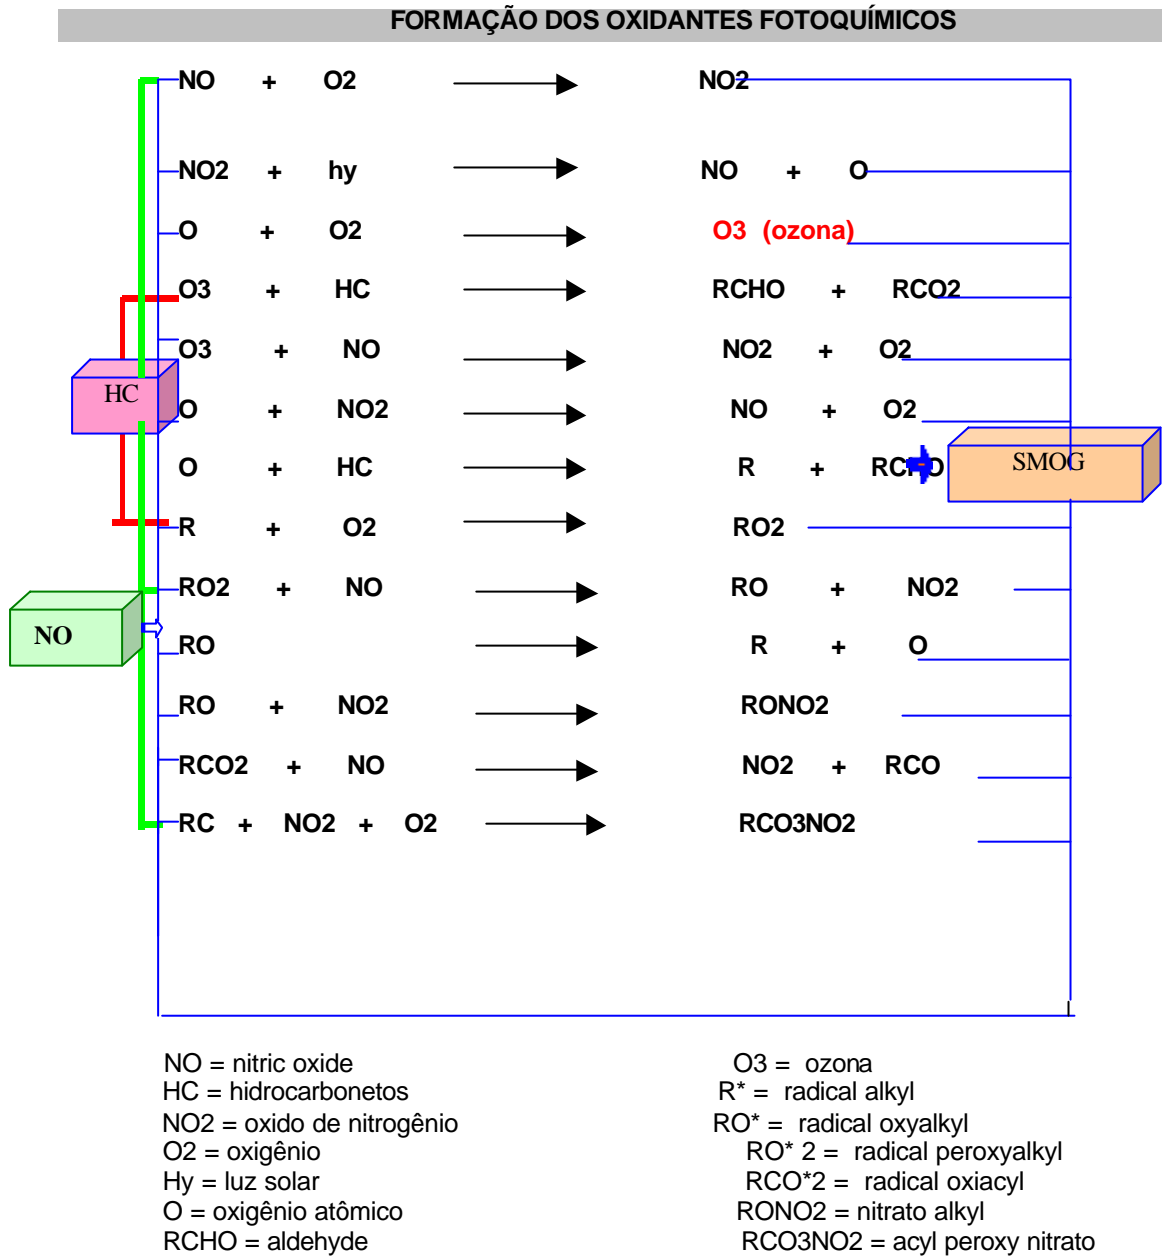 FORMAÇÃO DOS OXIDANTES FOTOQUÍMICOS
NO + O2 NO2
NO2 + hy NO + O
O + O2 O3 (ozona)
O3 + HC RCHO + RCO2
O3 + NO NO2 + O2
HC
O + NO2 NO + O2
O + HC R + RCHO
SMOG
R + O2 RO2
RO2 + NO RO + NO2
NO
RO R + O
RO + NO2 RONO2
RCO2 + NO NO2 + RCO
RC + NO2 + O2 RCO3NO2
NO = nitric oxide O3 = ozona
HC = hidrocarbonetos R* = radical alkyl
NO2 = oxido de nitrogênio RO* = radical oxyalkyl
O2 = oxigênio RO* 2 = radical peroxyalkyl
Hy = luz solar RCO*2 = radical oxiacyl
O = oxigênio atômico RONO2 = nitrato alkyl
RCHO = aldehyde RCO3NO2 = acyl peroxy nitrato